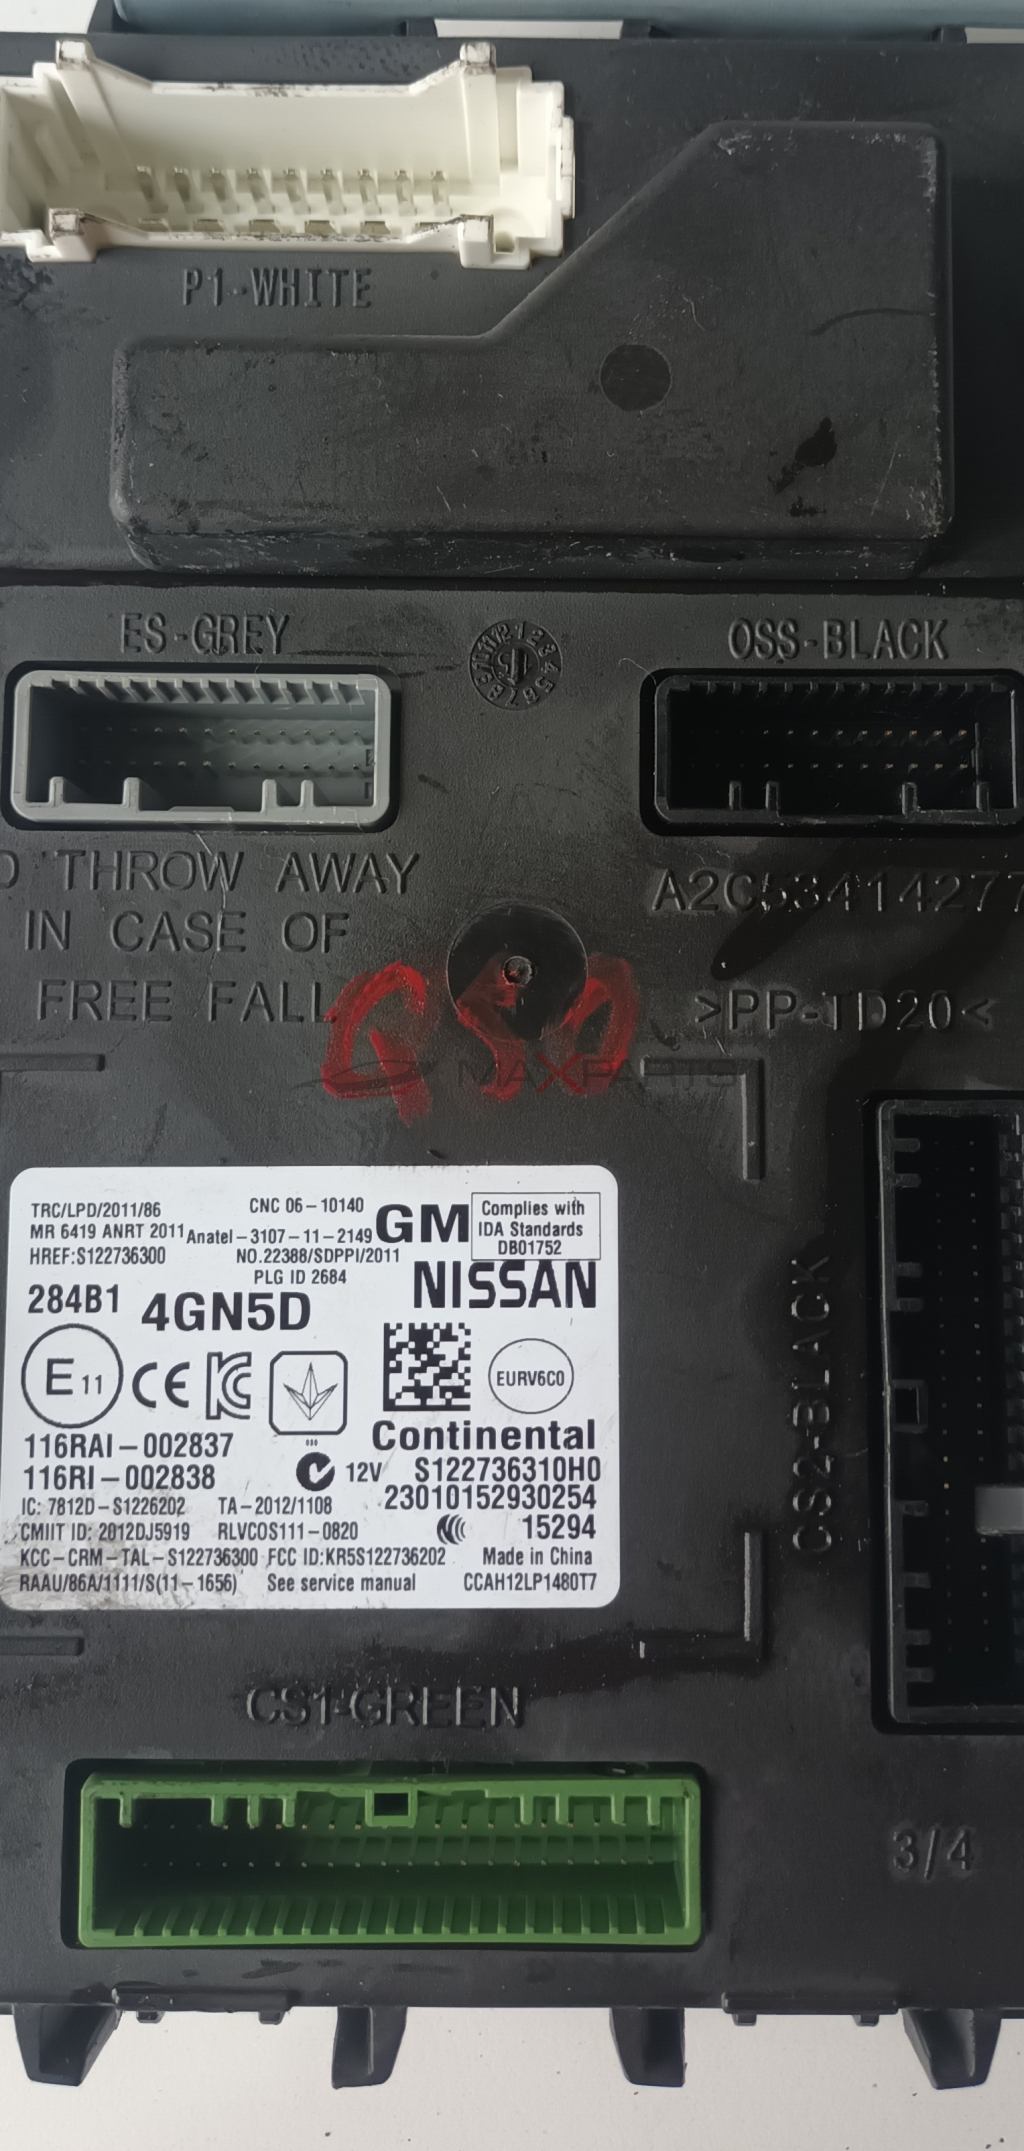 P1-WHITE
ES-GREY
OSS-BLACK
THROW AWAY
IN CASE OF
FREE FALL
A2C53414277
>PP-TD20<
Q50
MAXPARTS
TRC/LPD/2011/86
CNC 06-10140
MR 6419 ANRT 2011
Anatel-3107-11-2149
HREF:S122736300
NO.22388/SDPPI/2011
PLG ID 2684
GM
NISSAN
Complies with
IDA Standards
DB01752
284B1
4GN5D
E11
CE
EURV6C0
116RAI-002837
116RI-002838
Continental
12V
S122736310H0
23010152930254
15294
IC: 7812D-S1226202
TA-2012/1108
CMIIT ID: 2012DJ5919
RLVCOS111-0820
KCC-CRM-TAL-S122736300
FCC ID:KR5S122736202
Made in China
RAAU/86A/1111/S(11-1656)
See service manual
CCAH12LP1480T7
CS2-BLACK
CS1-GREEN
3/4